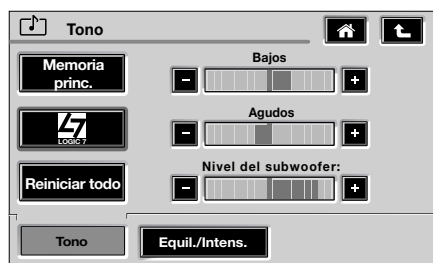 Tono
Memoria
princ.
Bajos
-
+
LOGIC 7
Agudos
-
+
Reiniciar todo
Nivel del subwoofer:
-
+
Tono
Equil./Intens.